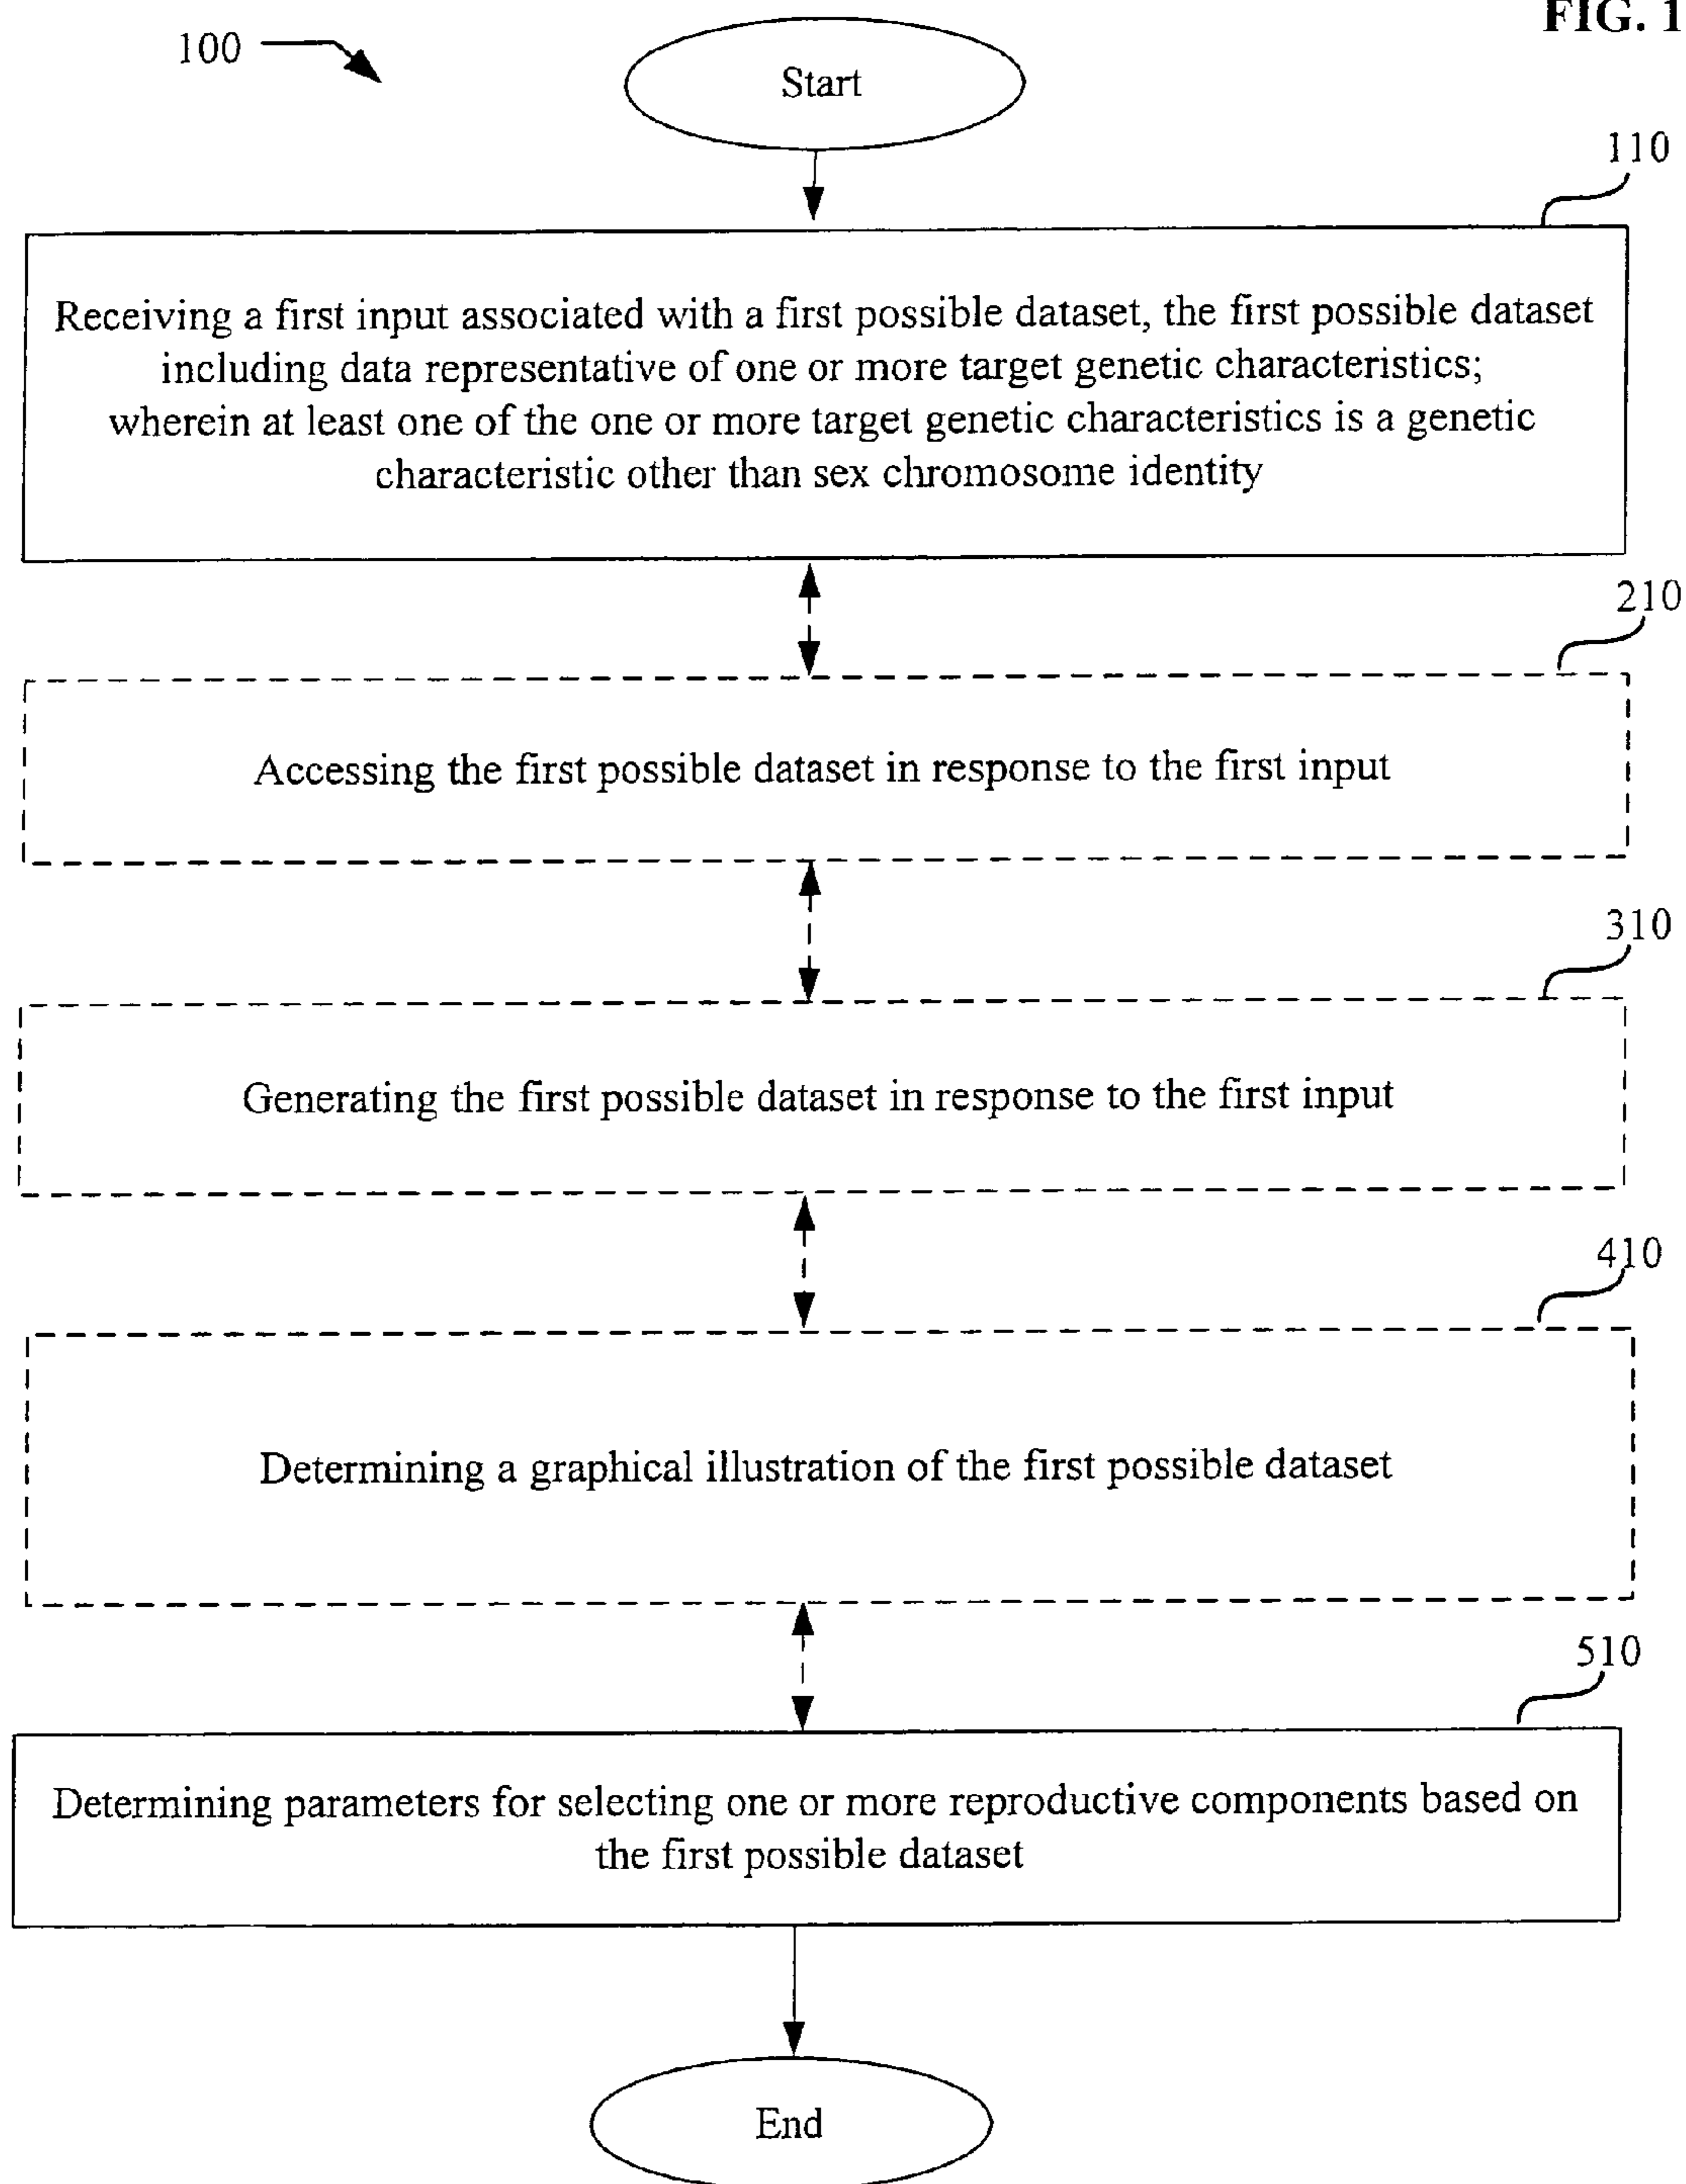 FIG. 1
100
Start
110
Receiving a first input associated with a first possible dataset, the first possible dataset
including data representative of one or more target genetic characteristics;
wherein at least one of the one or more target genetic characteristics is a genetic
characteristic other than sex chromosome identity
210
Accessing the first possible dataset in response to the first input
310
Generating the first possible dataset in response to the first input
410
Determining a graphical illustration of the first possible dataset
510
Determining parameters for selecting one or more reproductive components based on
the first possible dataset
End